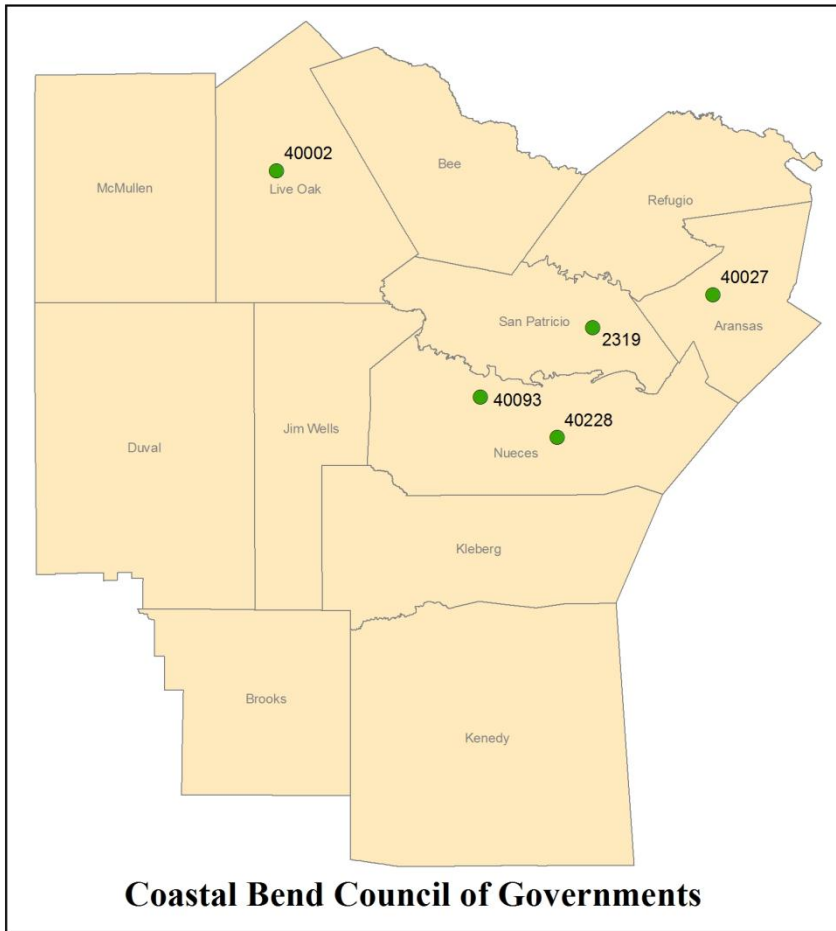 40002
McMullen
Live Oak
Bee
Refugio
40027
Aransas
San Patricio
2319
40093
40228
Nueces
Duval
Jim Wells
Kleberg
Brooks
Kenedy
Coastal Bend Council of Governments